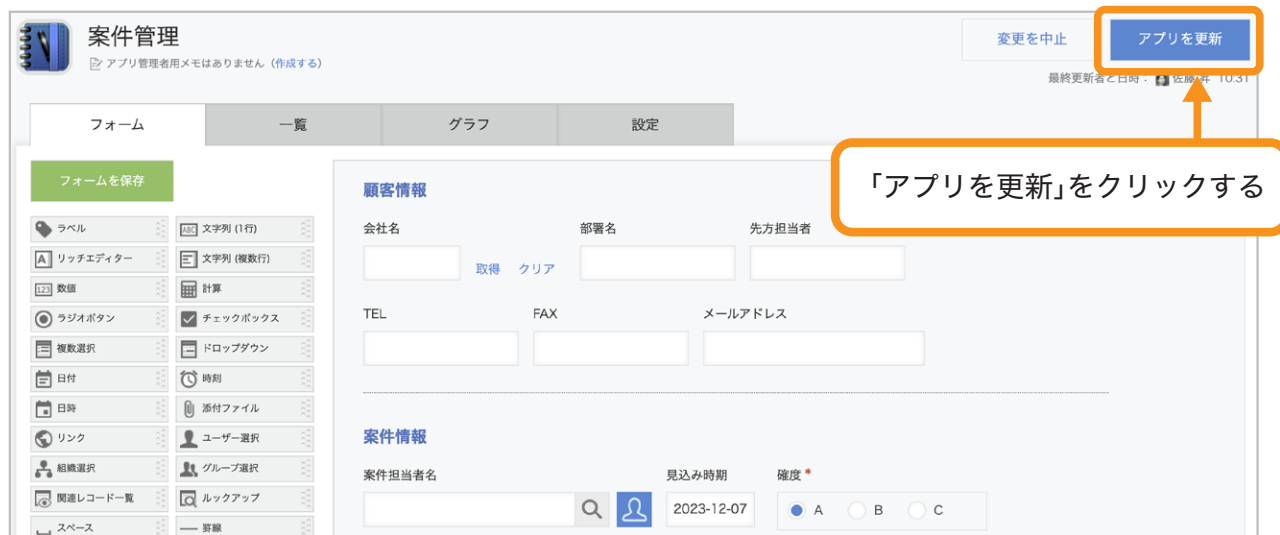 案件管理
アプリ管理者用メモはありません（作成する）
変更を中止
アプリを更新
最終更新者と日時： 佐藤 昇 10:31
フォーム
一覧
グラフ
設定
「アプリを更新」をクリックする
フォームを保存
ラベル
文字列 (1行)
リッチエディター
文字列 (複数行)
数値
計算
ラジオボタン
チェックボックス
複数選択
ドロップダウン
日付
時刻
日時
添付ファイル
リンク
ユーザー選択
組織選択
グループ選択
関連レコード一覧
ルックアップ
スペース
罫線
顧客情報
会社名
部署名
先方担当者
取得 クリア
TEL
FAX
メールアドレス
案件情報
案件担当者名
見込み時期
確度 *
2023-12-07
A
B
C